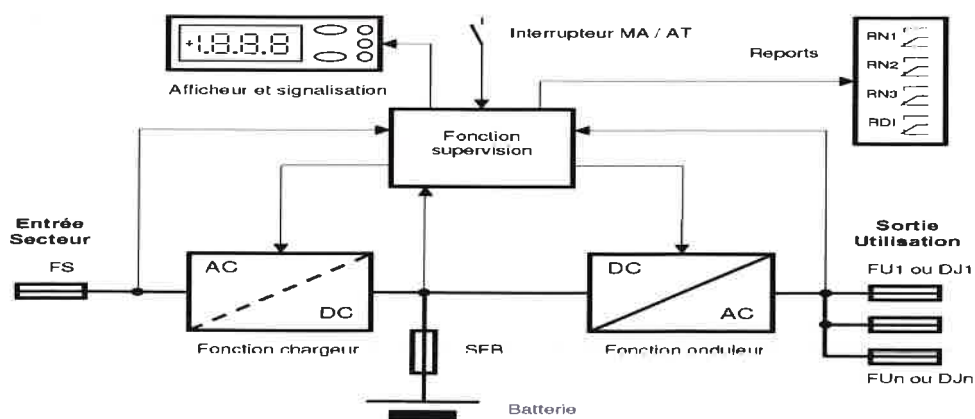 +1.8.8.8
Interrupteur MA / AT
Afficheur et signalisation
Reports
RN1
RN2
RN3
RDI
Fonction
supervision
Entrée
Secteur
FS
AC
DC
Fonction chargeur
SFB
Batterie
DC
AC
Fonction onduleur
Sortie
Utilisation
FU1 ou DJ1
FUn ou DJn